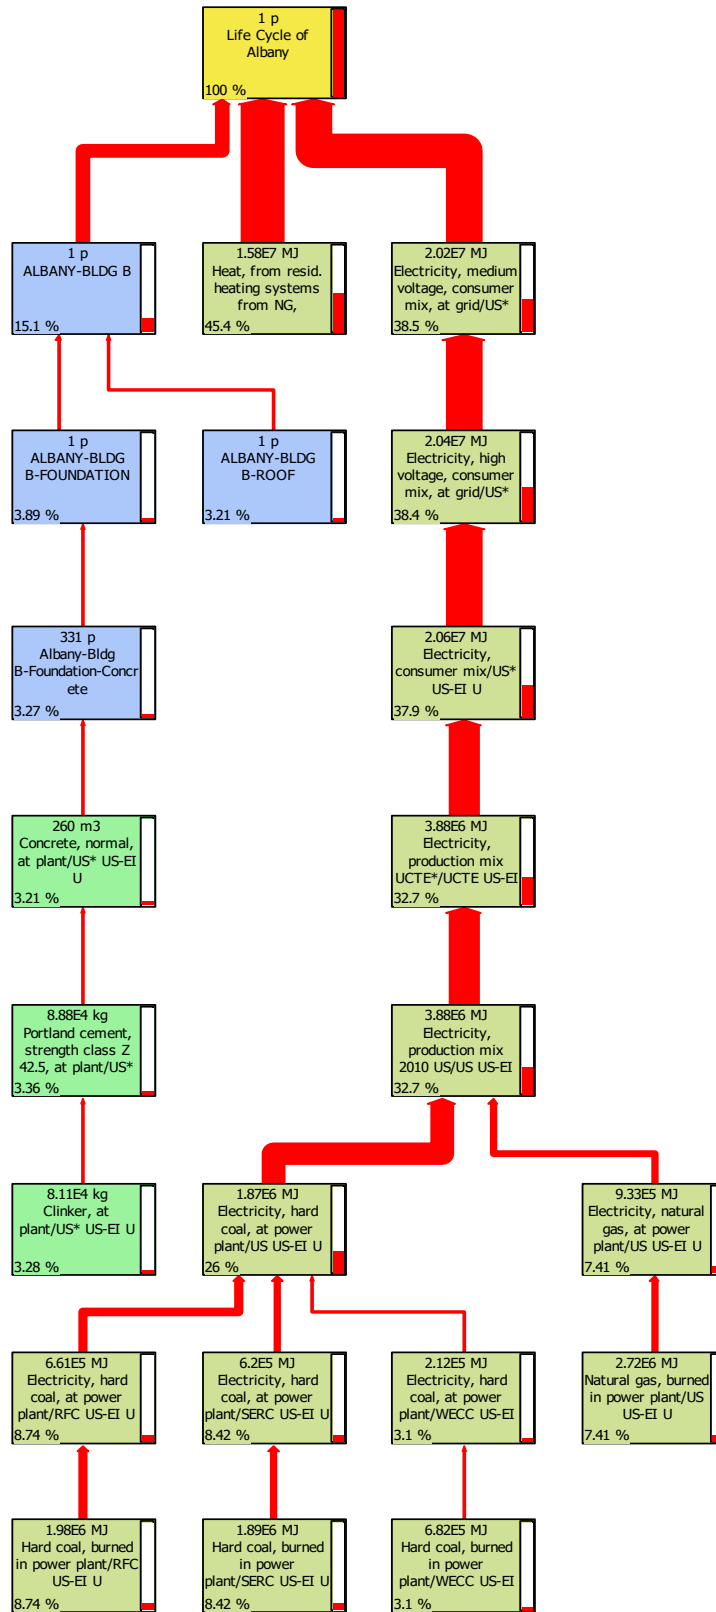 1 p
Life Cycle of
Albany
100 %
1 p
ALBANY-BLDG B
15.1 %
1.58E7 MJ
Heat, from resid.
heating systems
from NG,
45.4 %
2.02E7 MJ
Electricity, medium
voltage, consumer
mix, at grid/US*
38.5 %
1 p
ALBANY-BLDG
B-FOUNDATION
3.89 %
1 p
ALBANY-BLDG
B-ROOF
3.21 %
2.04E7 MJ
Electricity, high
voltage, consumer
mix, at grid/US*
38.4 %
331 p
Albany-Bldg
B-Foundation-Concr
ete
3.27 %
2.06E7 MJ
Electricity,
consumer mix/US*
US-EI U
37.9 %
260 m3
Concrete, normal,
at plant/US* US-EI
U
3.21 %
3.88E6 MJ
Electricity,
production mix
UCTE*/UCTE US-EI
32.7 %
8.88E4 kg
Portland cement,
strength class Z
42.5, at plant/US*
3.36 %
3.88E6 MJ
Electricity,
production mix
2010 US/US US-EI
32.7 %
8.11E4 kg
Clinker, at
plant/US* US-EI U
3.28 %
1.87E6 MJ
Electricity, hard
coal, at power
plant/US US-EI U
26 %
9.33E5 MJ
Electricity, natural
gas, at power
plant/US US-EI U
7.41 %
6.61E5 MJ
Electricity, hard
coal, at power
plant/RFC US-EI U
8.74 %
6.2E5 MJ
Electricity, hard
coal, at power
plant/SERC US-EI U
8.42 %
2.12E5 MJ
Electricity, hard
coal, at power
plant/WECC US-EI
3.1 %
2.72E6 MJ
Natural gas, burned
in power plant/US
US-EI U
7.41 %
1.98E6 MJ
Hard coal, burned
in power plant/RFC
US-EI U
8.74 %
1.89E6 MJ
Hard coal, burned
in power
plant/SERC US-EI U
8.42 %
6.82E5 MJ
Hard coal, burned
in power
plant/WECC US-EI
3.1 %